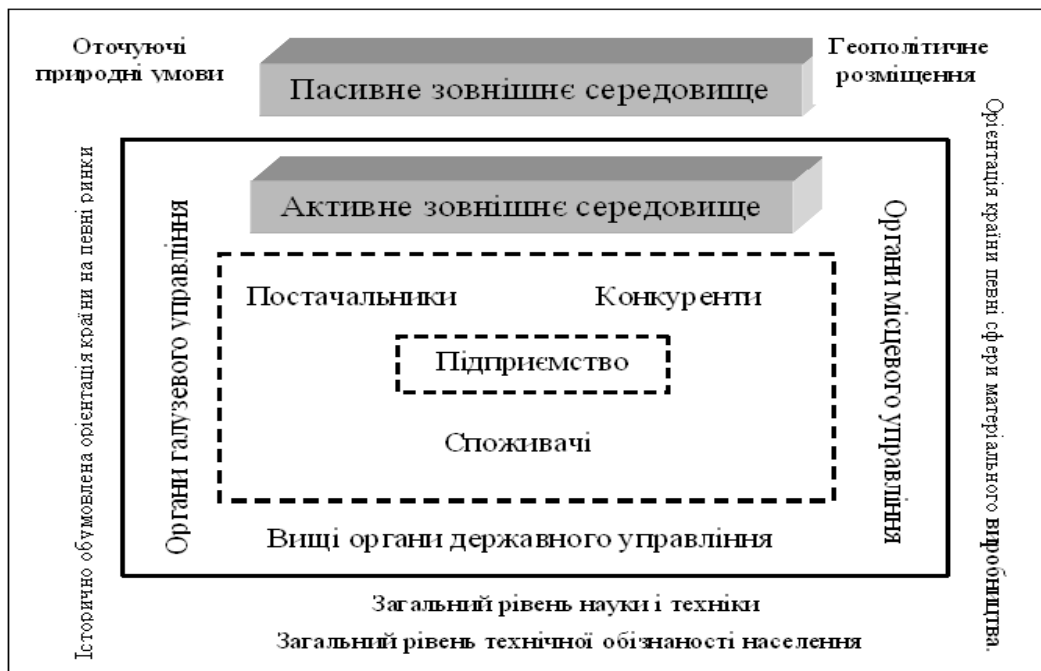 Оточуючі
природні умови
Пасивне зовнішнє середовище
Геополітичне
розміщення
Історично обумовлена орієнтація країни на певні ринки
Орієнтація країни певні сфери матеріального виробництва.
Активне зовнішнє середовище
Органи галузевого управління
Органи місцевого управління
Постачальники
Конкуренти
Підприємство
Споживачі
Вищі органи державного управління
Загальний рівень науки і техніки
Загальний рівень технічної обізнаності населення